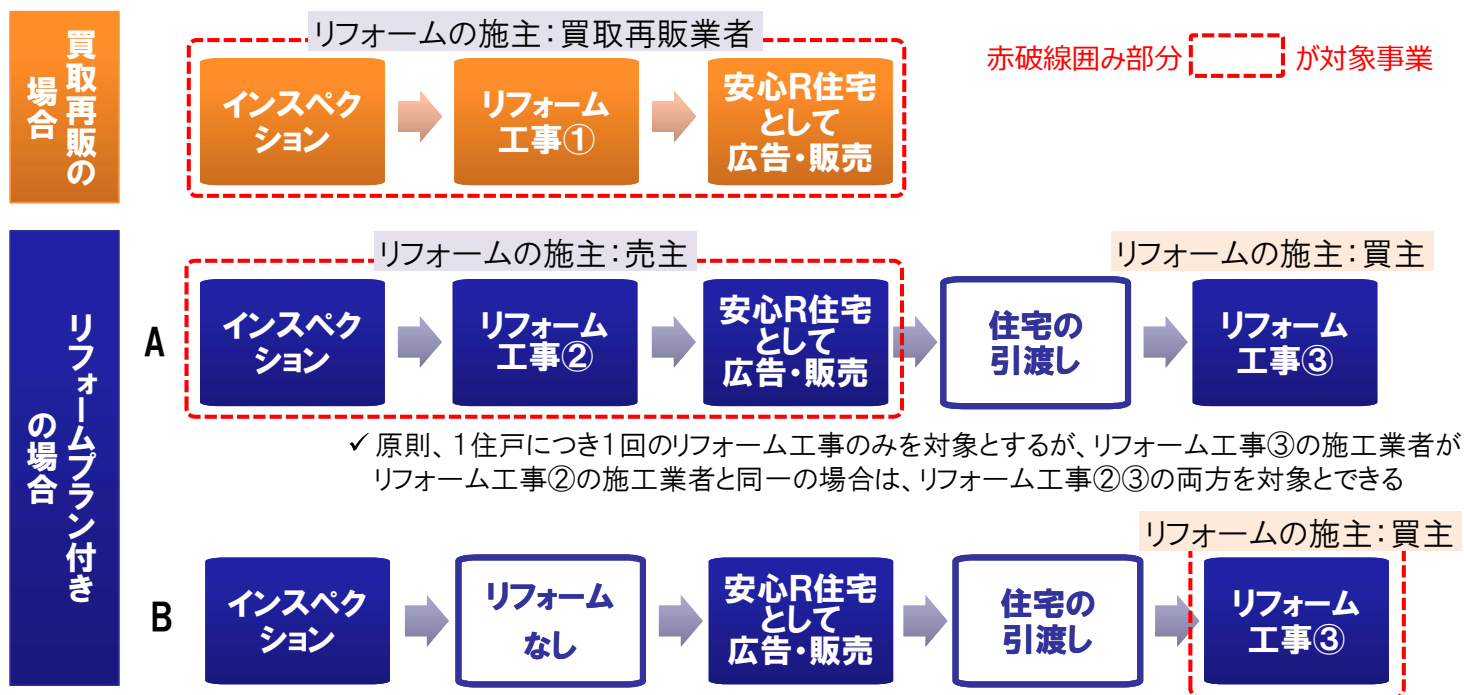 買取再販の
場合
リフォームの施主：買取再販業者
赤破線囲み部分 が対象事業
インスペク
ション
リフォーム
工事①
安心R住宅
として
広告・販売
リフォームプラン付き
の場合
A
リフォームの施主：売主
リフォームの施主：買主
インスペク
ション
リフォーム
工事②
安心R住宅
として
広告・販売
住宅の
引渡し
リフォーム
工事③
✓ 原則、1住戸につき1回のリフォーム工事のみを対象とするが、リフォーム工事③の施工業者が
リフォーム工事②の施工業者と同一の場合は、リフォーム工事②③の両方を対象とできる
B
リフォームの施主：買主
インスペク
ション
リフォーム
なし
安心R住宅
として
広告・販売
住宅の
引渡し
リフォーム
工事③